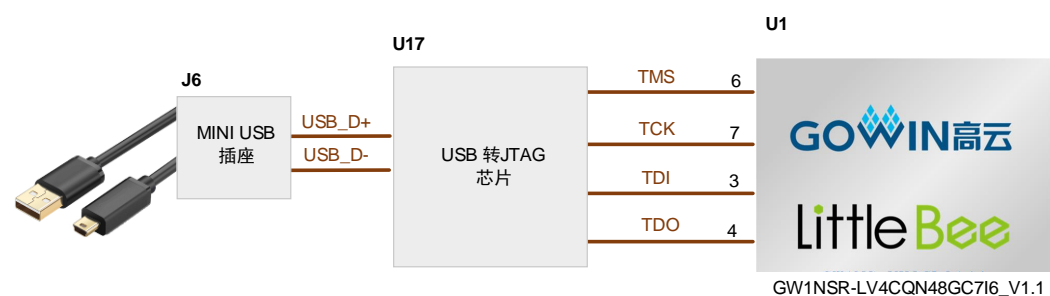 U1
U17
J6
MINI USB
插座
USB_D+
USB_D-
USB 转JTAG
芯片
TMS 6
TCK 7
TDI 3
TDO 4
GOWIN高云
LittleBee
GW1NSR-LV4CQN48GC7I6_V1.1